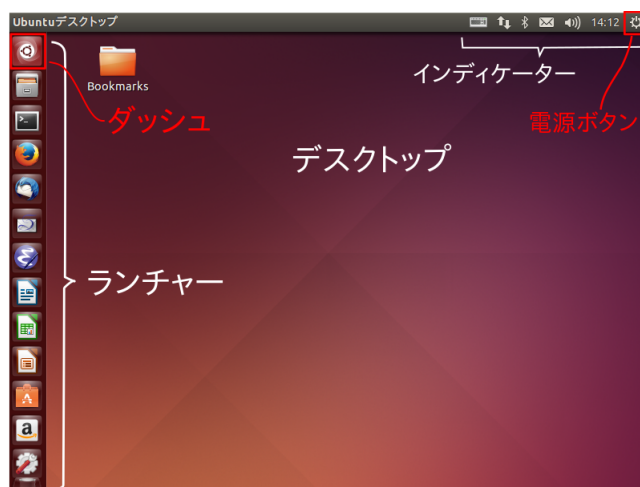 Ubuntuデスクトップ
14:12
Bookmarks
インディケーター
ダッシュ
電源ボタン
デスクトップ
ランチャー
a